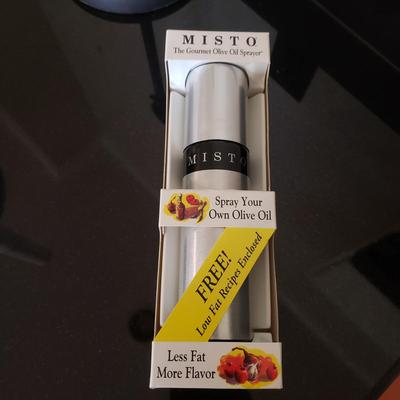 MISTO®
The Gourmet Olive Oil Sprayer
MISTO
Spray Your
Own Olive Oil
FREE!
Low Fat Recipes Enclosed
Less Fat
More Flavor